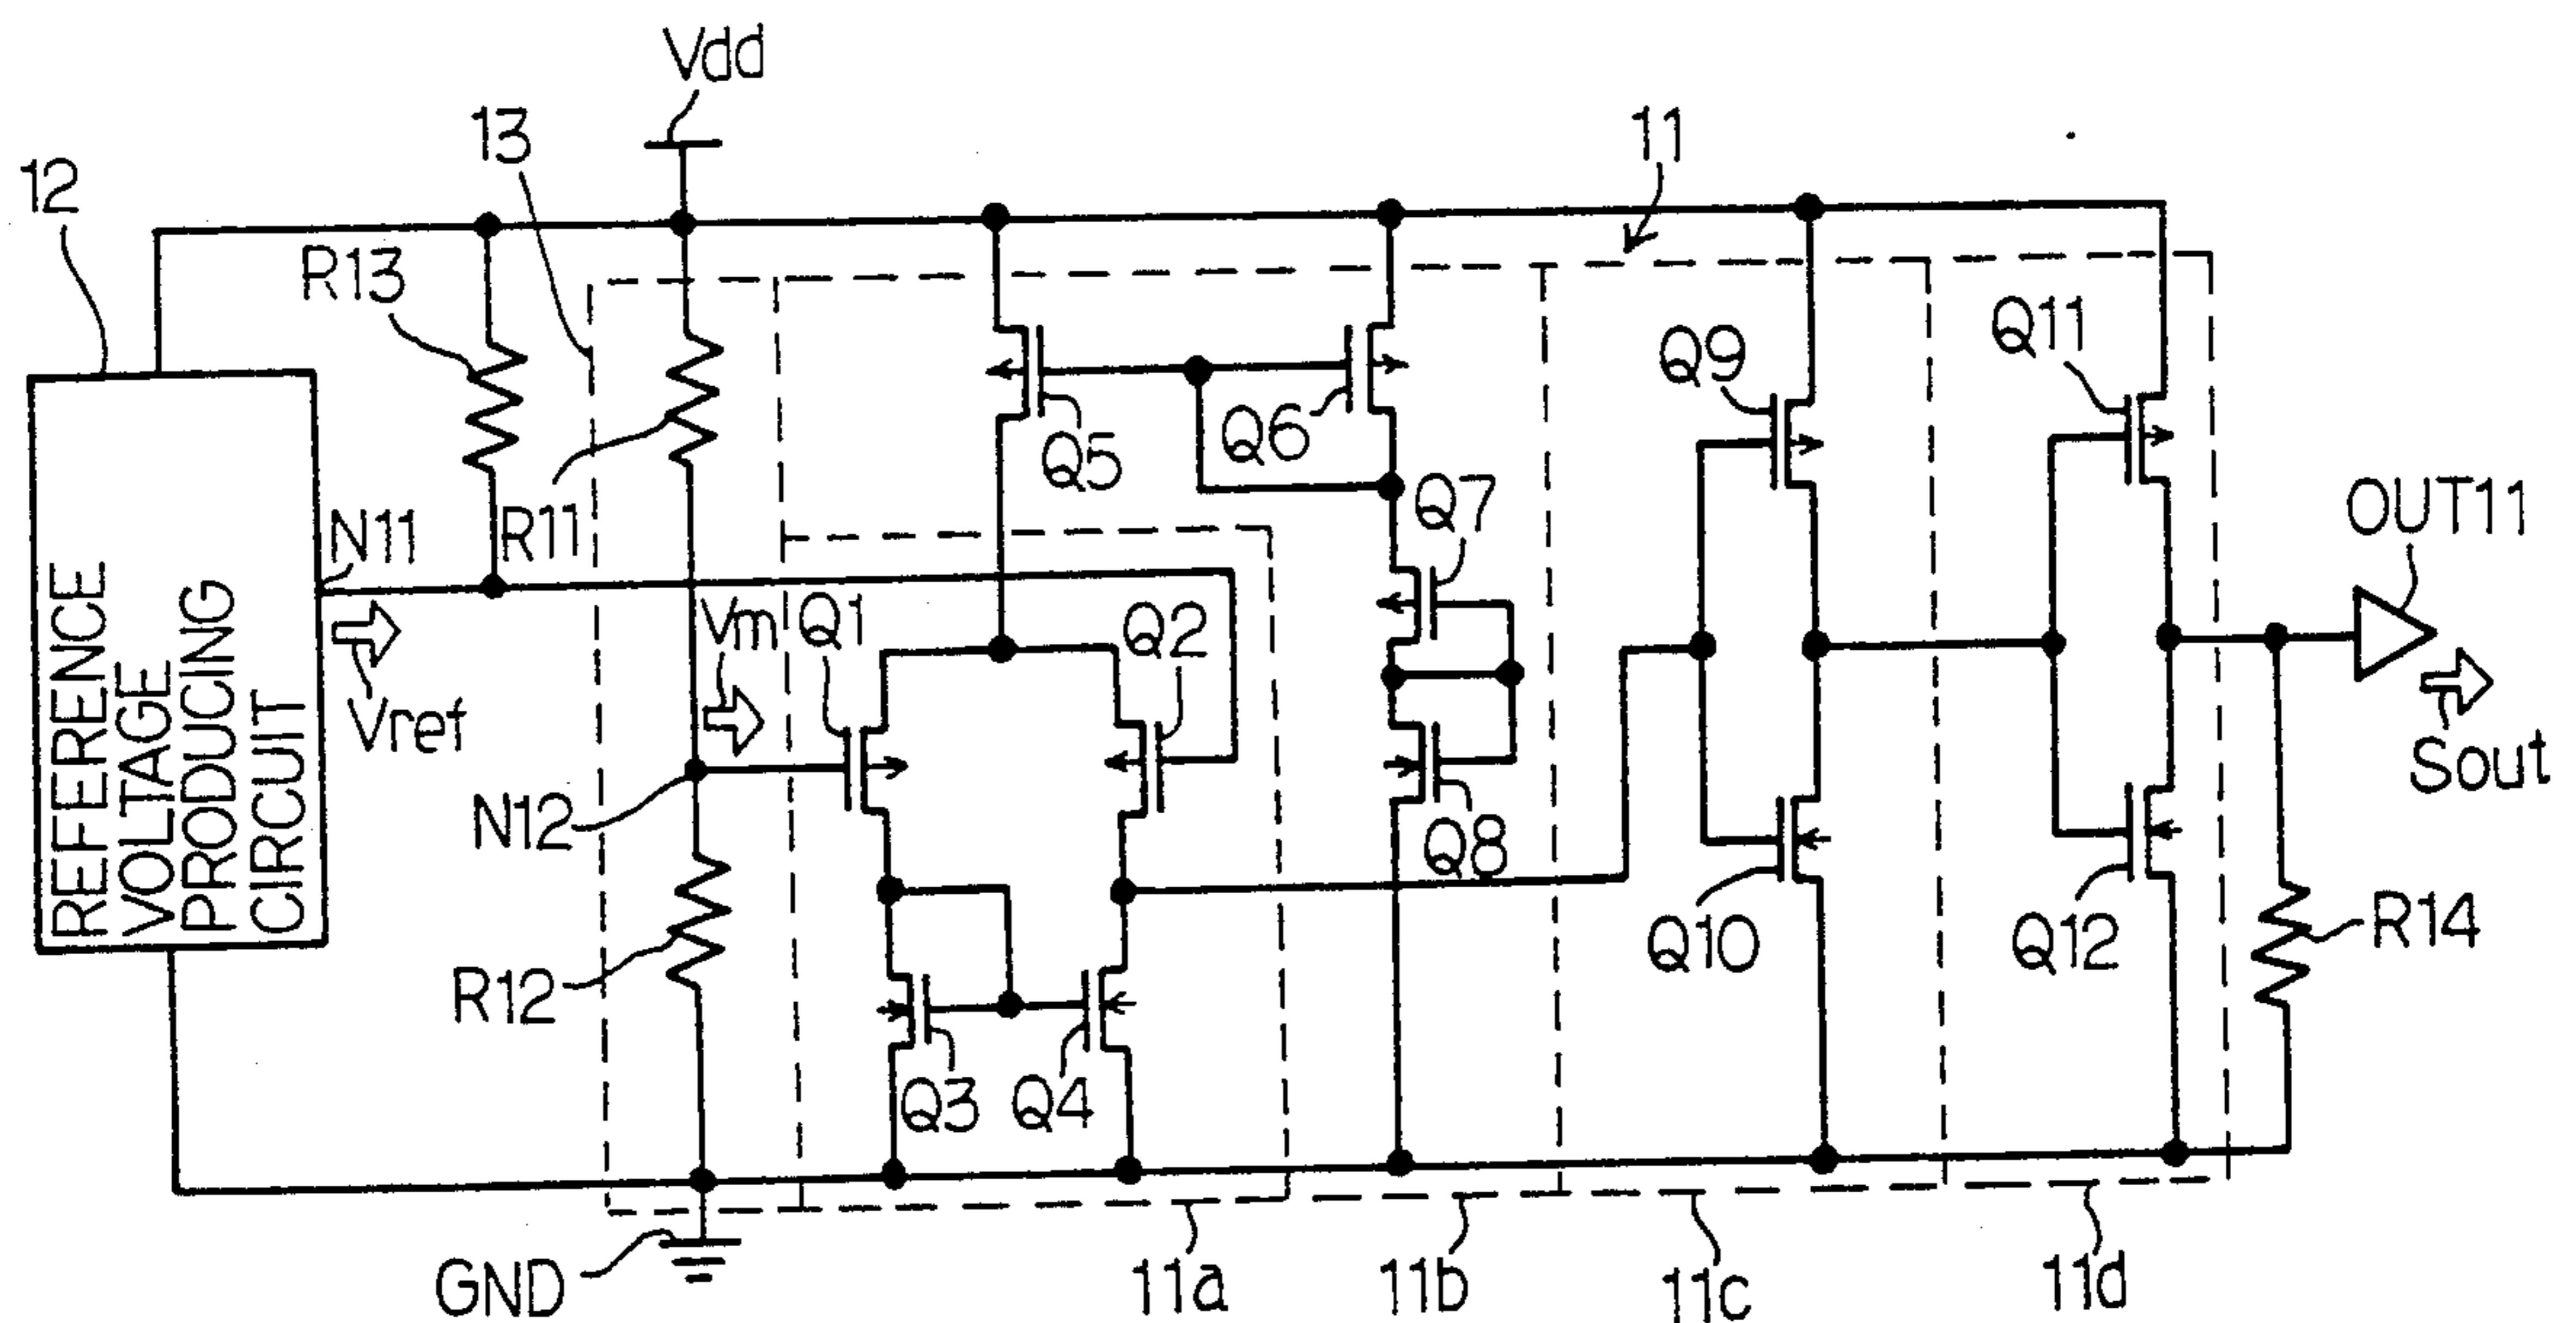 Vdd
13
11
12
R13
Q11
Q9
Q6
Q5
Q7
OUT11
N11
R11
REFERENCE
VOLTAGE
PRODUCING
CIRCUIT
Vm
Q1
Q2
Vref
Sout
N12
Q8
R14
Q10
Q12
R12
Q3
Q4
GND
11a
11b
11c
11d